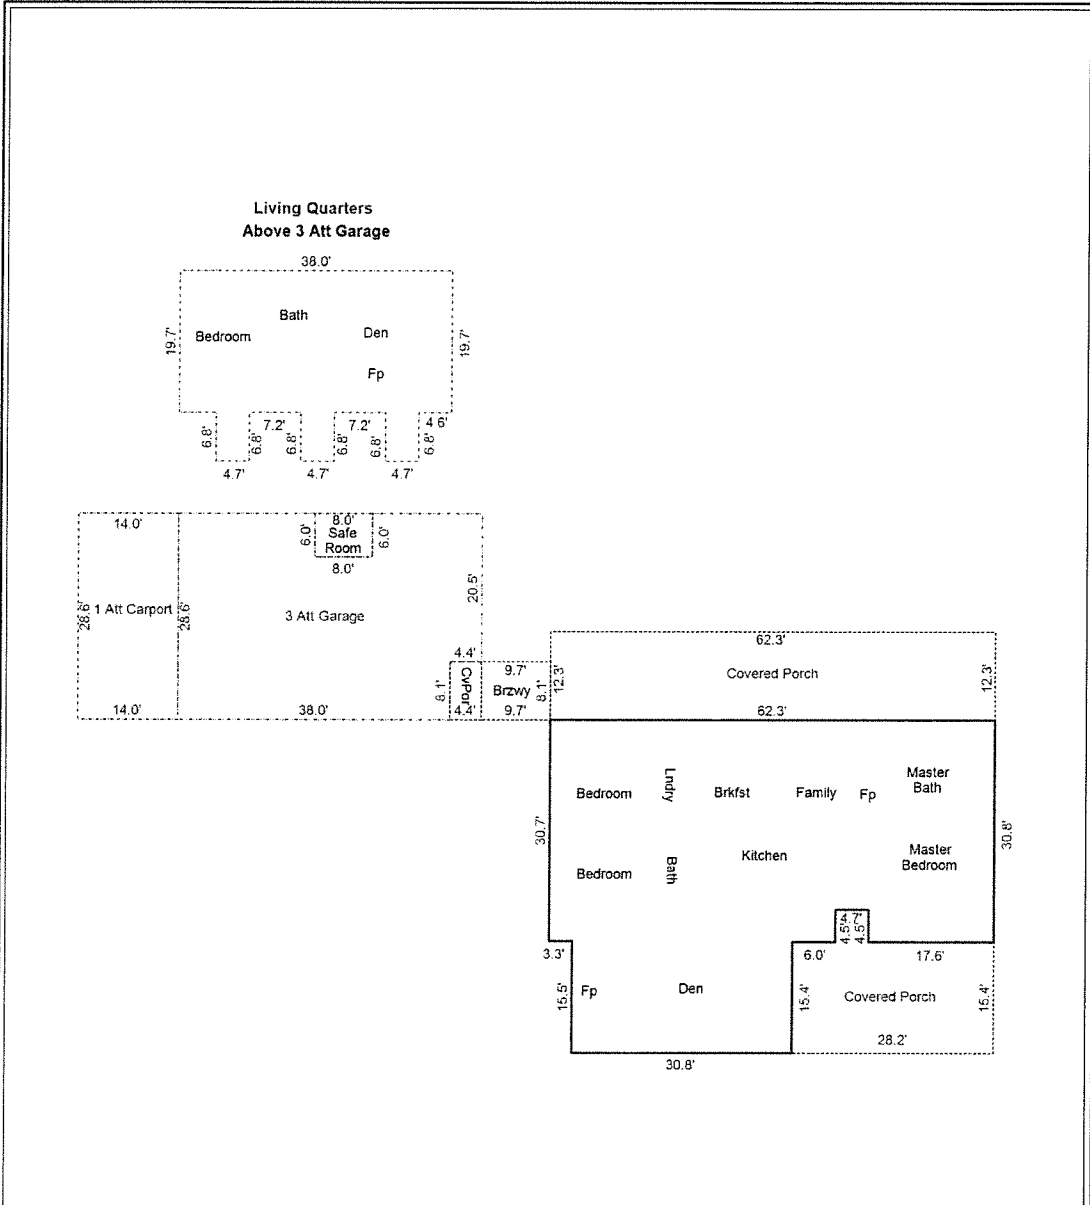 Living Quarters
Above 3 Att Garage
38.0'
19.7'
Bedroom
Bath
Den
Fp
19.7'
6.8'
7.2'
6.8'
6.8'
7.2'
6.8'
6.8'
4 6'
6.8'
4.7'
4.7'
4.7'
14.0'
6.0'
8.0'
Safe
Room
6.0'
8.0'
28.6'
1 Att Carport
28.6'
3 Att Garage
20.5'
14.0'
38.0'
4.4'
8.1'
CvPor
4.4'
9.7'
Brzwy
8.1'
9.7'
62.3'
12.3'
Covered Porch
12.3'
62.3'
30.7'
Bedroom
Lndry
Brkfst
Family
Fp
Master
Bath
30.8'
Bedroom
Bath
Kitchen
Master
Bedroom
4.7'
4.5'
4.5'
3.3'
6.0'
17.6'
15.5'
Fp
Den
15.4'
Covered Porch
15.4'
28.2'
30.8'